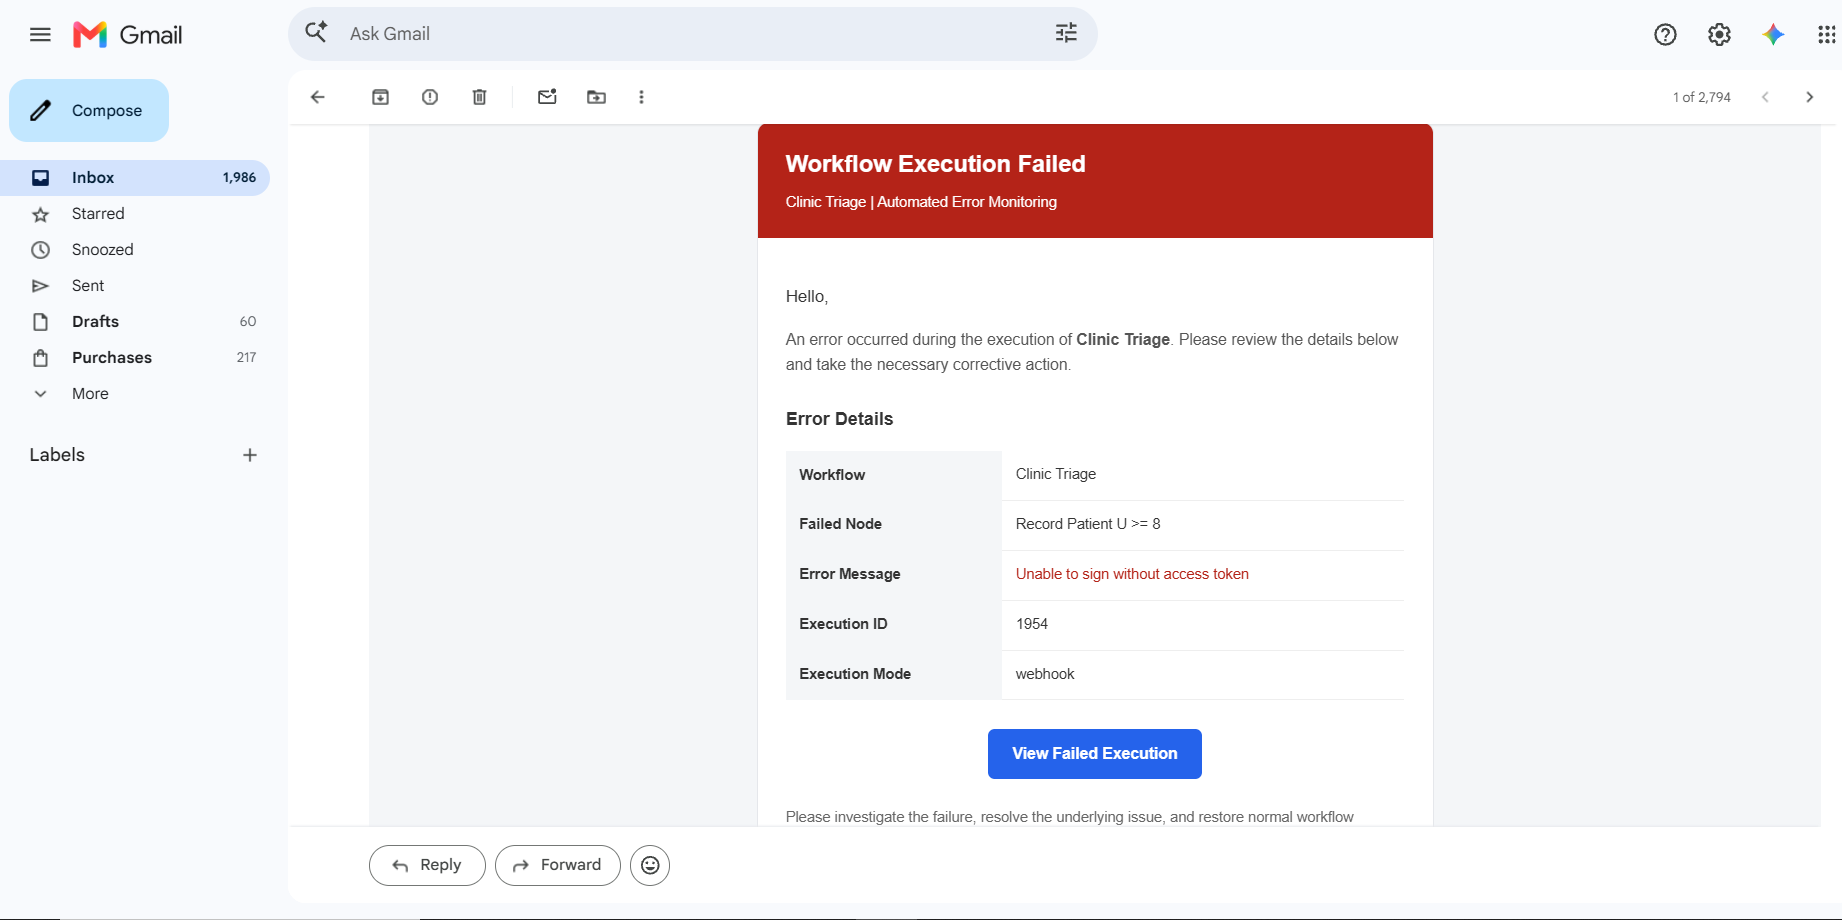 Gmail
Ask Gmail
Compose
1 of 2,794
Inbox 1,986
Starred
Snoozed
Sent
Drafts 60
Purchases 217
More
Labels
Workflow Execution Failed
Clinic Triage | Automated Error Monitoring
Hello,
An error occurred during the execution of Clinic Triage. Please review the details below
and take the necessary corrective action.
Error Details
Workflow Clinic Triage
Failed Node Record Patient U >= 8
Error Message Unable to sign without access token
Execution ID 1954
Execution Mode webhook
View Failed Execution
Please investigate the failure, resolve the underlying issue, and restore normal workflow
Reply
Forward